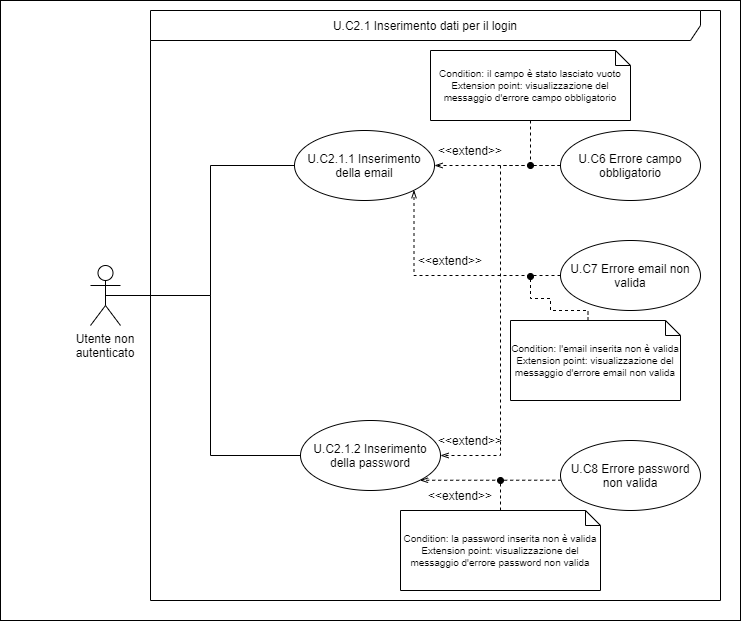 U.C2.1 Inserimento dati per il login
Condition: il campo è stato lasciato vuoto
Extension point: visualizzazione del
messaggio d'errore campo obbligatorio
<<extend>>
U.C2.1.1 Inserimento
della email
U.C6 Errore campo
obbligatorio
<<extend>>
U.C7 Errore email non
valida
Utente non
autenticato
Condition: l'email inserita non è valida
Extension point: visualizzazione del
messaggio d'errore email non valida
<<extend>>
U.C2.1.2 Inserimento
della password
U.C8 Errore password
non valida
<<extend>>
Condition: la password inserita non è valida
Extension point: visualizzazione del
messaggio d'errore password non valida